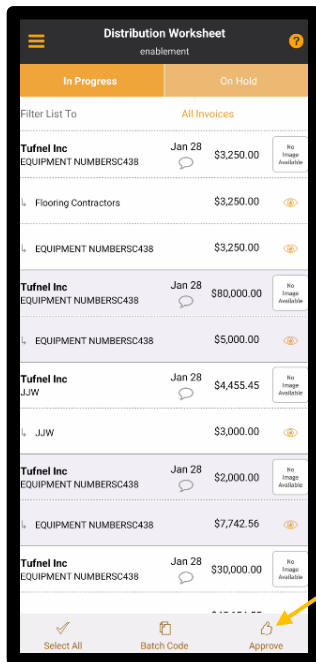 Distribution Worksheet
enablement
?
In Progress
On Hold
Filter List To
All Invoices
Tufnel Inc
EQUIPMENT NUMBERSC438
Jan 28
$3,250.00
No
Image
Available
Flooring Contractors
$3,250.00
EQUIPMENT NUMBERSC438
$3,250.00
Tufnel Inc
EQUIPMENT NUMBERSC438
Jan 28
$80,000.00
No
Image
Available
EQUIPMENT NUMBERSC438
$5,000.00
Tufnel Inc
JJW
Jan 28
$4,455.45
No
Image
Available
JJW
$3,000.00
Tufnel Inc
EQUIPMENT NUMBERSC438
Jan 28
$2,000.00
No
Image
Available
EQUIPMENT NUMBERSC438
$7,742.56
Tufnel Inc
EQUIPMENT NUMBERSC438
Jan 28
$30,000.00
No
Image
Available
Select All
Batch Code
Approve